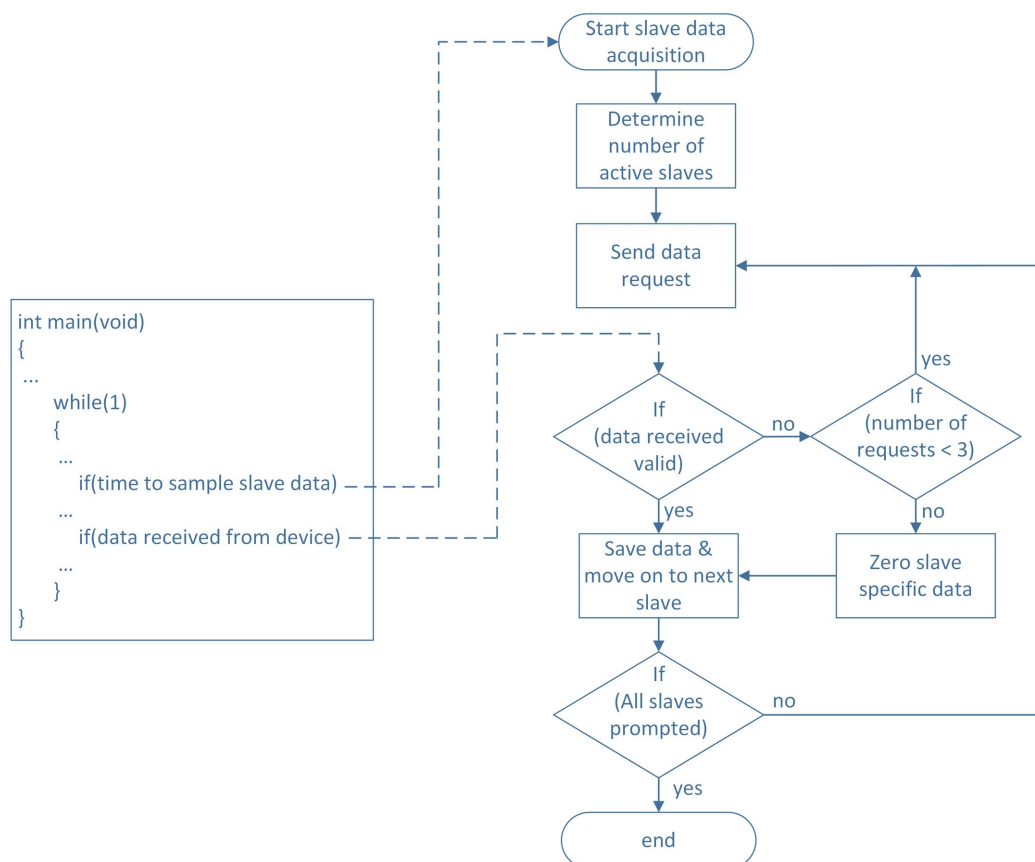 Start slave data
acquisition
Determine
number of
active slaves
Send data
request
int main(void)
{
...
while(1)
{
...
if(time to sample slave data)
...
if(data received from device)
...
}
}
If
(data received
valid)
no
yes
If
(number of
requests < 3)
yes
no
Save data &
move on to next
slave
Zero slave
specific data
If
(All slaves
prompted)
no
yes
end